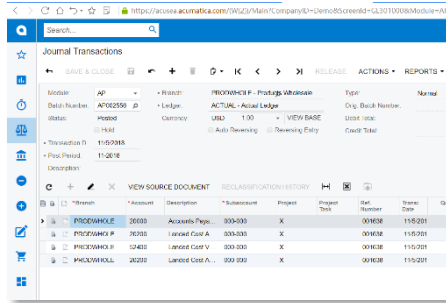 https://acusea.acumatica.com/(W(2))/Main?CompanyID=Demo&ScreenId=GL301000&Module=AP
Search...
Journal Transactions
SAVE & CLOSE RELEASE ACTIONS REPORTS
Module: AP Branch: PRODWHOLE - Products Wholesale Type: Normal
Batch Number: AP002556 Ledger: ACTUAL - Actual Ledger Orig. Batch Number:
Status: Posted Currency: USD 1.00 VIEW BASE Debit Total:
Hold Auto Reversing Reversing Entry Credit Total
Transaction D 11/5/2018
Post Period: 11-2018
Description:
VIEW SOURCE DOCUMENT RECLASSIFICATION HISTORY
*Branch *Account Description *Subaccount Project Project Task Ref. Number Transac Date
PRODWHOLE 20000 Accounts Paya... 000-000 X 001638 11/5/201
PRODWHOLE 20200 Landed Cost A 000-000 X 001638 11/5/201
PRODWHOLE 52400 Landed Cost V 000-000 X 001638 11/5/201
PRODWHOLE 20200 Landed Cost A... 000-000 X 001638 11/5/201